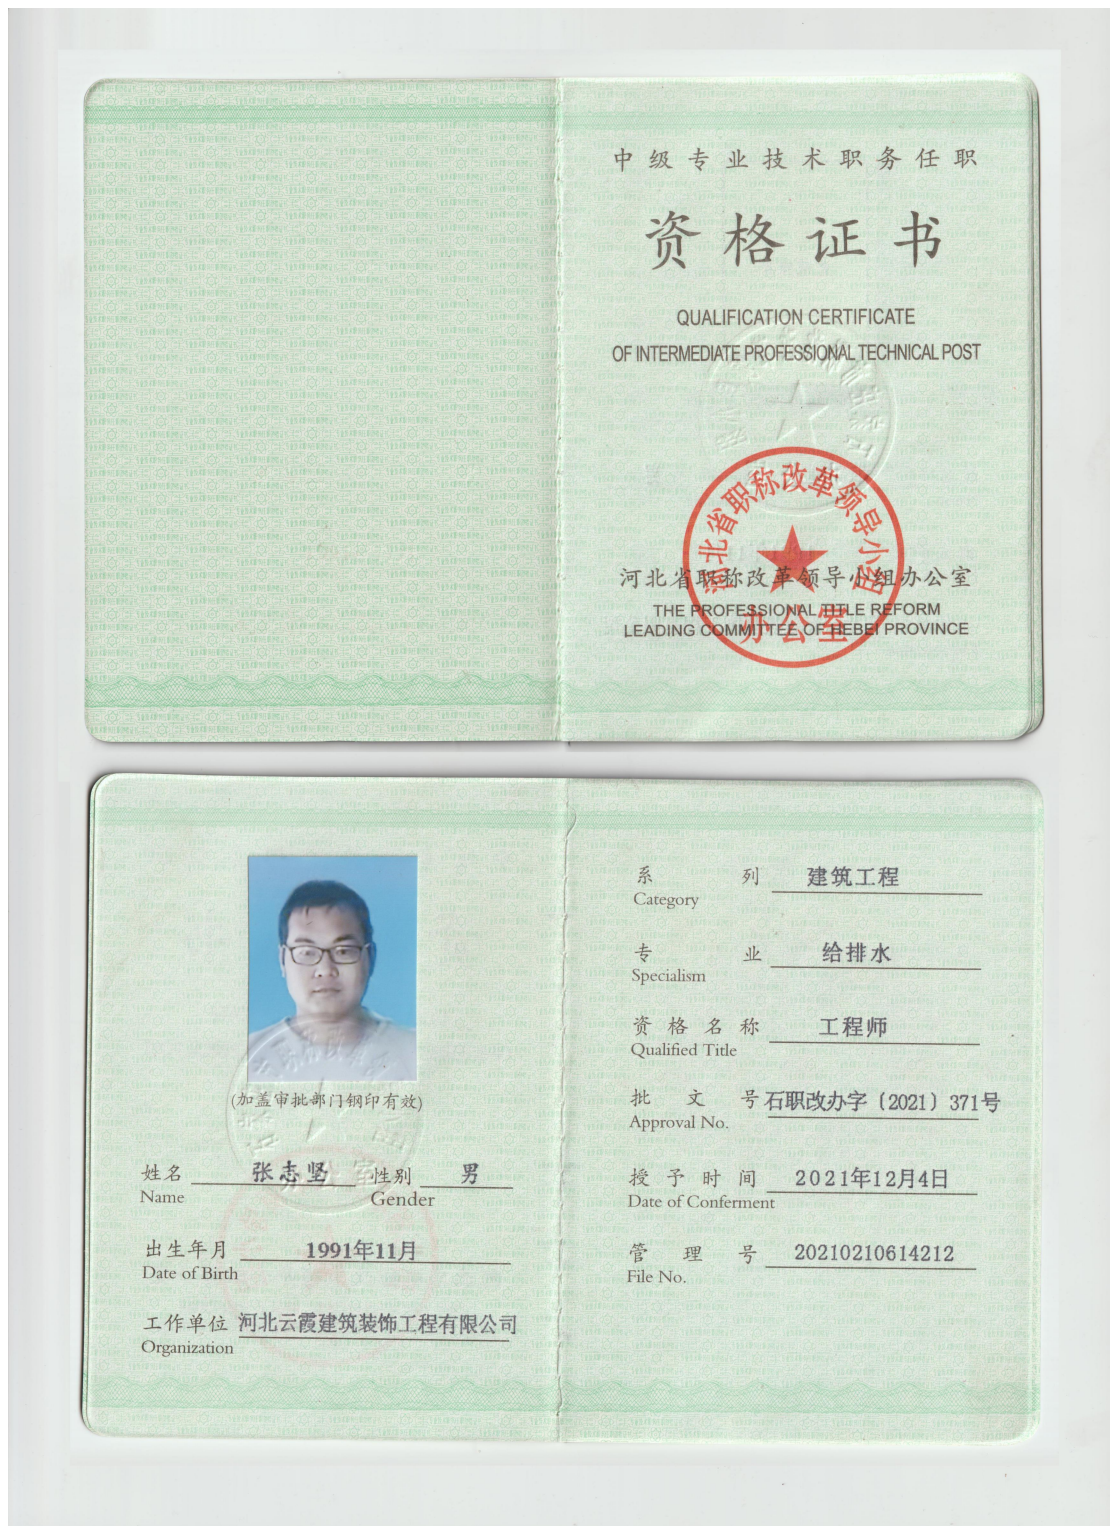 中级专业技术职务任职
资格证书
QUALIFICATION CERTIFICATE
OF INTERMEDIATE PROFESSIONAL TECHNICAL POST
河北省职称改革领导小组
办公室
河北省职称改革领导小组办公室
THE PROFESSIONAL TITLE REFORM
LEADING COMMITTEE OF HEBEI PROVINCE
(加盖审批部门钢印有效)
姓名 张志坚 性别 男
Name Gender
出生年月 1991年11月
Date of Birth
工作单位 河北云霞建筑装饰工程有限公司
Organization
系列 建筑工程
Category
专业 给排水
Specialism
资格名称 工程师
Qualified Title
批文号 石职改办字〔2021〕371号
Approval No.
授予时间 2021年12月4日
Date of Conferment
管理号 20210210614212
File No.